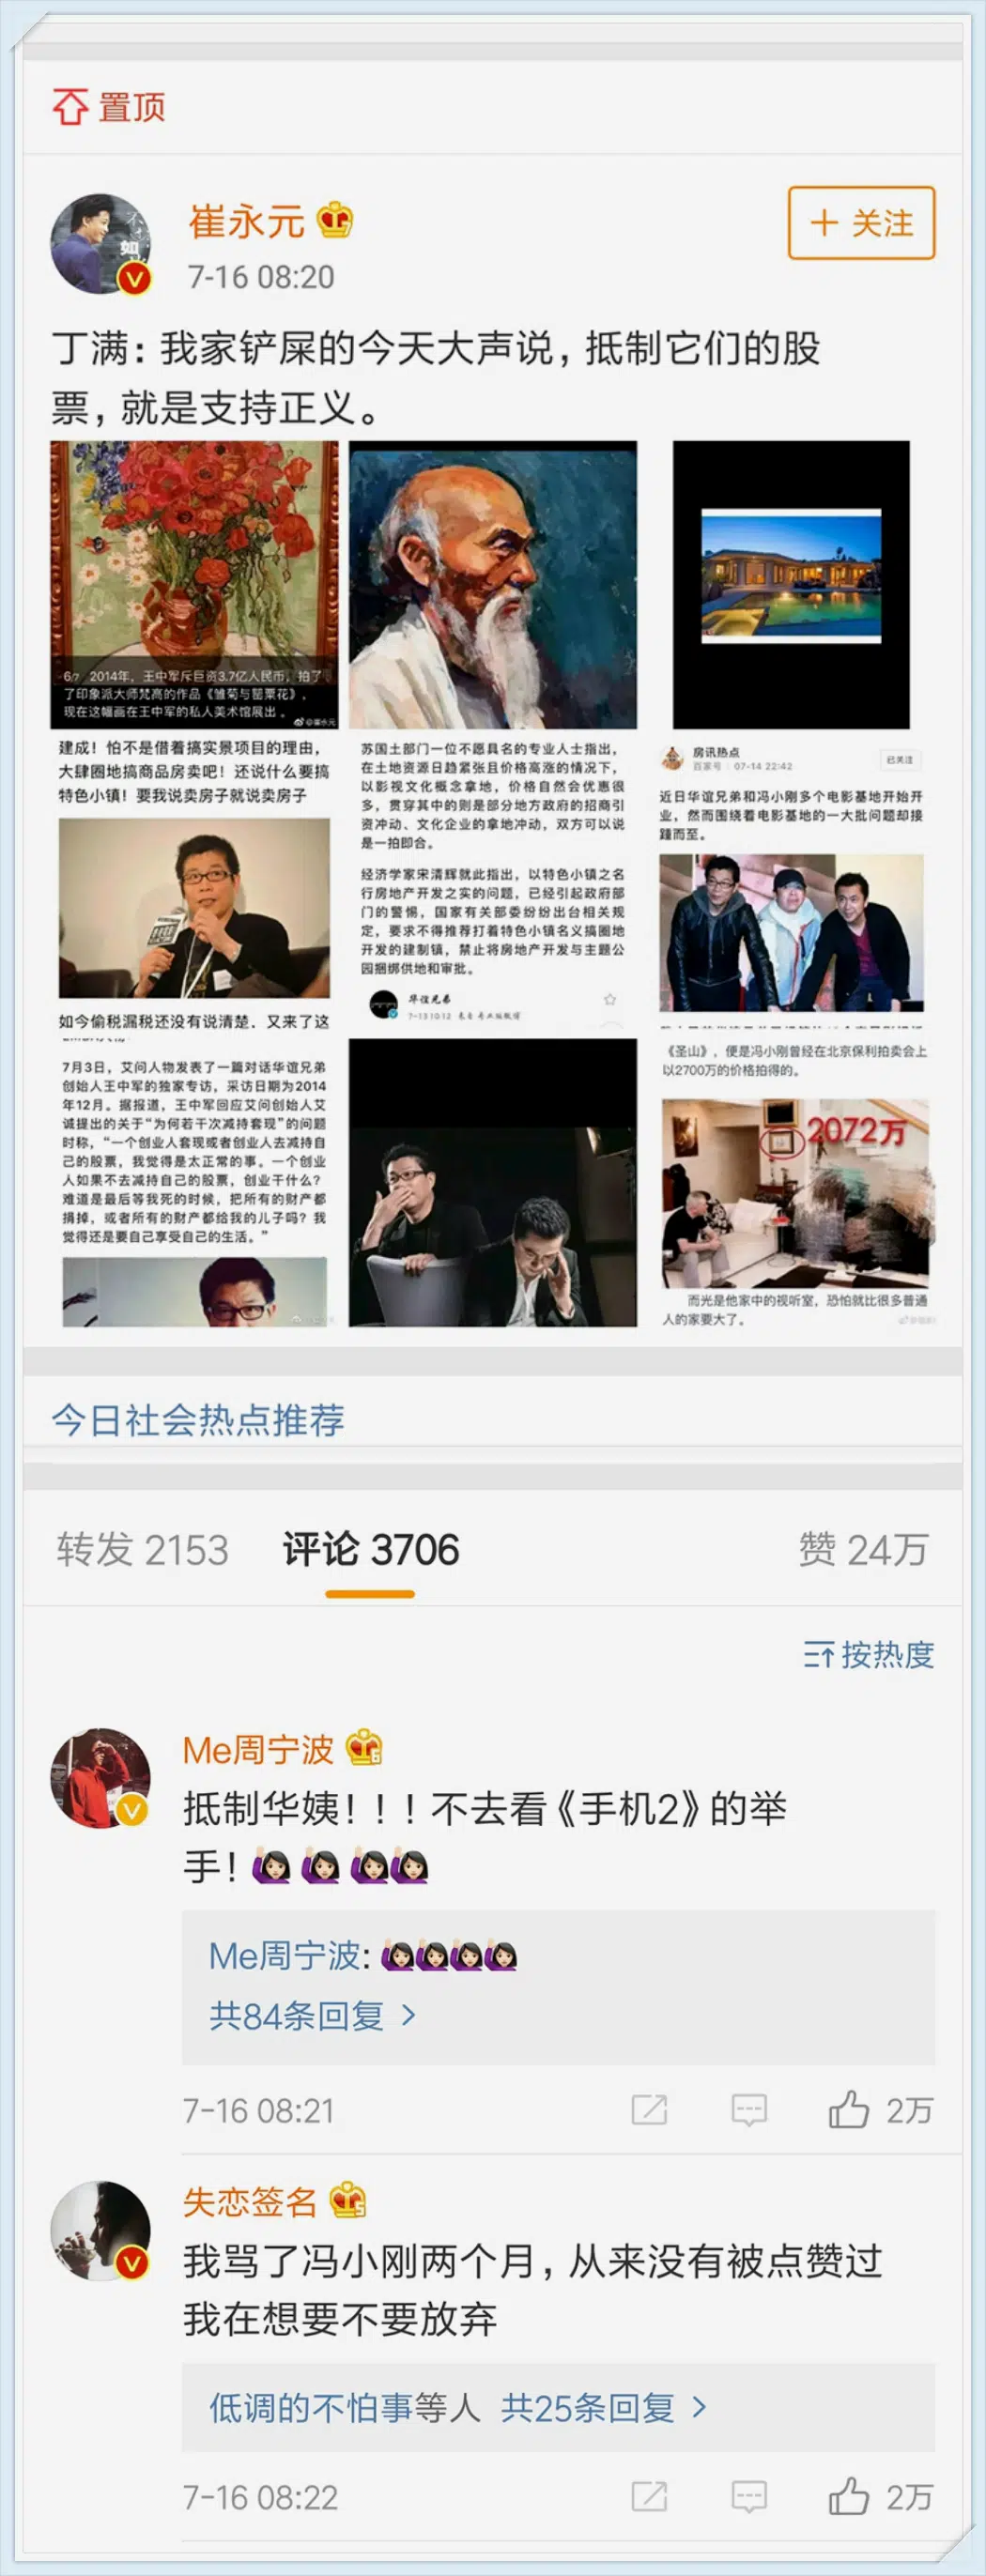 置顶
崔永元
7-16 08:20
+ 关注
丁满：我家铲屎的今天大声说，抵制它们的股
票，就是支持正义。
6/7 2014年，王中军斥巨资3.7亿人民币，拍了
了印象派大师梵高的作品《雏菊与罂粟花》，
现在这幅画在王中军的私人美术馆展出 。
@崔永元
建成！怕不是借着搞实景项目的理由，
大肆圈地搞商品房卖吧！还说什么要搞
特色小镇！要我说卖房子就说卖房子
如今偷税漏税还没有说清楚．又来了这
苏国土部门一位不愿具名的专业人士指出，
在土地资源日趋紧张且价格高涨的情况下，
以影视文化概念拿地，价格自然会优惠很
多，贯穿其中的则是部分地方政府的招商引
资冲动、文化企业的拿地冲动，双方可以说
是一拍即合。
经济学家宋清辉就此指出，以特色小镇之名
行房地产开发之实的问题，已经引起政府部
门的警惕，国家有关部委纷纷出台相关规
定，要求不得推荐打着特色小镇名义搞圈地
开发的建制镇，禁止将房地产开发与主题公
园捆绑供地和审批。
华谊兄弟
7-13 10:12 来自 专业版微博
房讯热点
百家号 07-14 22:42
已关注
近日华谊兄弟和冯小刚多个电影基地开始开
业，然而围绕着电影基地的一大批问题却接
踵而至。
7月3日，艾问人物发表了一篇对话华谊兄弟
创始人王中军的独家专访，采访日期为2014
年12月。据报道，王中军回应艾问创始人艾
诚提出的关于“为何若干次减持套现”的问题
时称，“一个创业人套现或者创业人去减持自
己的股票，我觉得是太正常的事。一个创业
人如果不去减持自己的股票，创业干什么？
难道是最后等我死的时候，把所有的财产都
捐掉，或者所有的财产都给我的儿子吗？我
觉得还是要自己享受自己的生活。”
《圣山》，便是冯小刚曾经在北京保利拍卖会上
以2700万的价格拍得的。
2072万
而光是他家中的视听室，恐怕就比很多普通
人的家要大了。
今日社会热点推荐
转发 2153 评论 3706 赞 24万
按热度
Me周宁波
抵制华姨！！！不去看《手机2》的举
手！🙋🏻🙋🏻🙋🏻🙋🏻
Me周宁波: 🙋🏻🙋🏻🙋🏻🙋🏻
共84条回复 >
7-16 08:21 2万
失恋签名
我骂了冯小刚两个月，从来没有被点赞过
我在想要不要放弃
低调的不怕事等人 共25条回复 >
7-16 08:22 2万